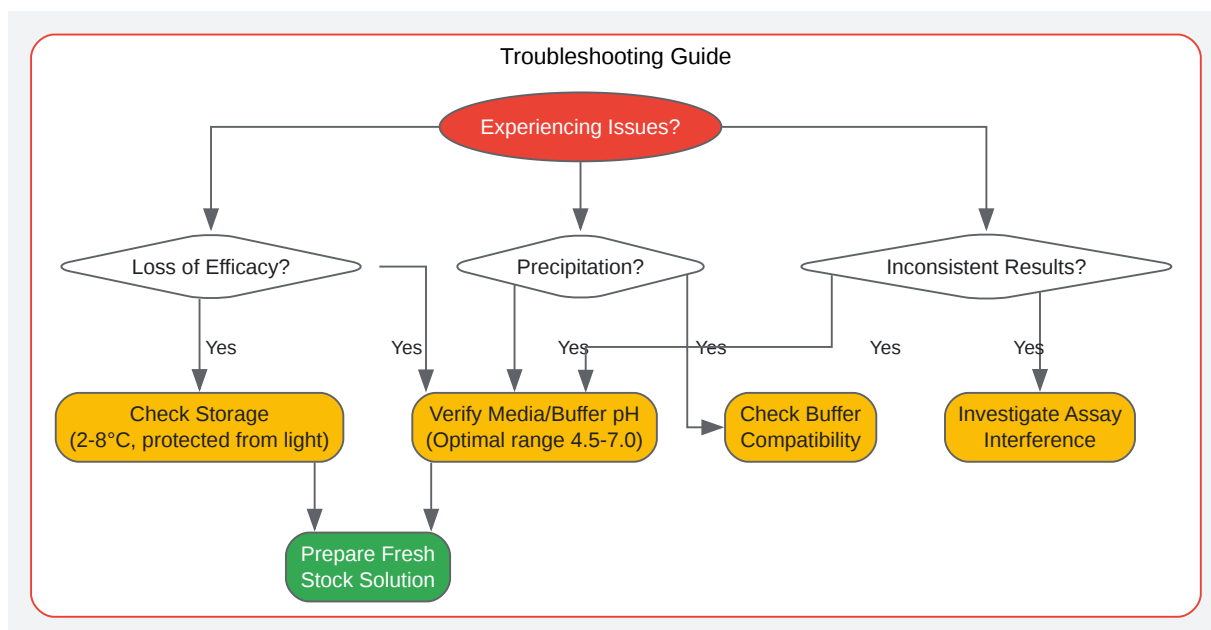 Troubleshooting Guide
Experiencing Issues?
Loss of Efficacy?
Precipitation?
Inconsistent Results?
Yes
Yes
Yes
Yes
Yes
Yes
Check Storage
(2-8°C, protected from light)
Verify Media/Buffer pH
(Optimal range 4.5-7.0)
Check Buffer
Compatibility
Investigate Assay
Interference
Prepare Fresh
Stock Solution